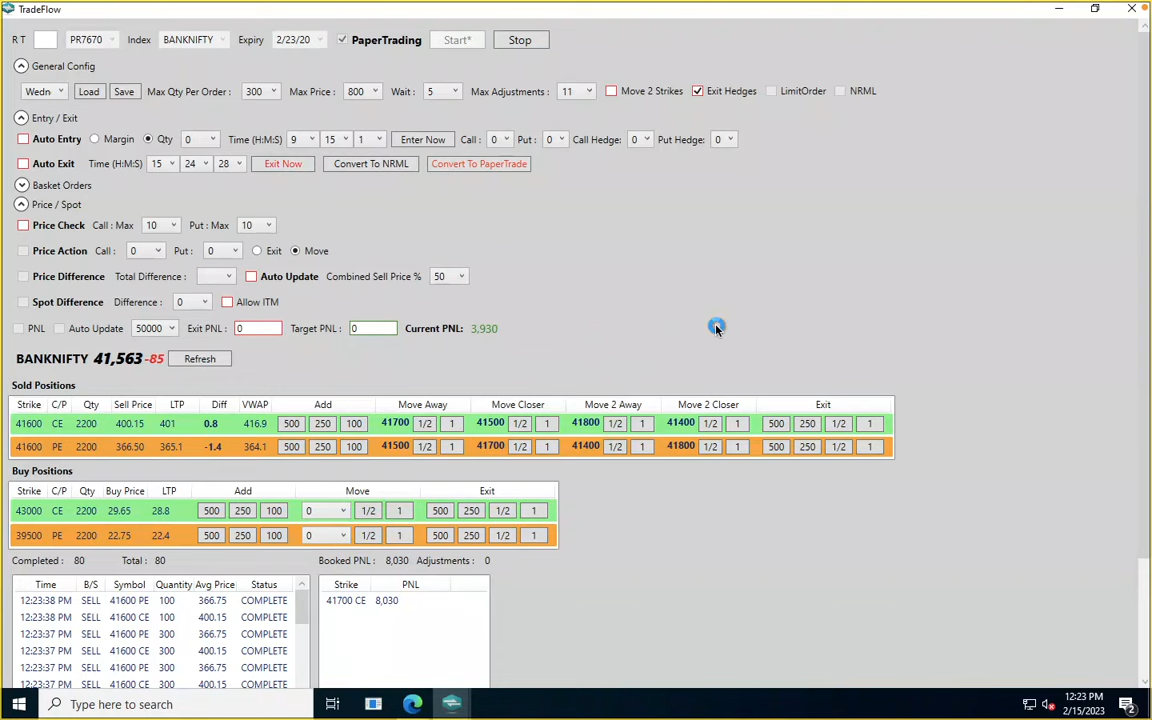 TradeFlow
R T PR7670 Index BANKNIFTY Expiry 2/23/20 PaperTrading Start* Stop
General Config
Wedn Load Save Max Qty Per Order : 300 Max Price : 800 Wait : 5 Max Adjustments : 11 Move 2 Strikes Exit Hedges LimitOrder NRML
Entry / Exit
Auto Entry Margin Qty 0 Time (H:M:S) 9 15 1 Enter Now Call : 0 Put : 0 Call Hedge: 0 Put Hedge: 0
Auto Exit Time (H:M:S) 15 24 28 Exit Now Convert To NRML Convert To PaperTrade
Basket Orders
Price / Spot
Price Check Call : Max 10 Put : Max 10
Price Action Call : 0 Put : 0 Exit Move
Price Difference Total Difference : Auto Update Combined Sell Price % 50
Spot Difference Difference : 0 Allow ITM
PNL Auto Update 50000 Exit PNL : 0 Target PNL : 0 Current PNL: 3,930
BANKNIFTY 41,563 -85 Refresh
Sold Positions
Strike C/P Qty Sell Price LTP Diff VWAP Add Move Away Move Closer Move 2 Away Move 2 Closer Exit
41600 CE 2200 400.15 401 0.8 416.9 500 250 100 41700 1/2 1 41500 1/2 1 41800 1/2 1 41400 1/2 1 500 250 1/2 1
41600 PE 2200 366.50 365.1 -1.4 364.1 500 250 100 41500 1/2 1 41700 1/2 1 41400 1/2 1 41800 1/2 1 500 250 1/2 1
Buy Positions
Strike C/P Qty Buy Price LTP Add Move Exit
43000 CE 2200 29.65 28.8 500 250 100 0 1/2 1 500 250 1/2 1
39500 PE 2200 22.75 22.4 500 250 100 0 1/2 1 500 250 1/2 1
Completed : 80 Total : 80 Booked PNL : 8,030 Adjustments : 0
Time B/S Symbol Quantity Avg Price Status Strike PNL
12:23:38 PM SELL 41600 PE 100 366.75 COMPLETE 41700 CE 8,030
12:23:38 PM SELL 41600 CE 100 400.15 COMPLETE
12:23:37 PM SELL 41600 PE 300 366.75 COMPLETE
12:23:37 PM SELL 41600 CE 300 400.15 COMPLETE
12:23:37 PM SELL 41600 PE 300 366.75 COMPLETE
12:23:37 PM SELL 41600 CE 300 400.15 COMPLETE
Type here to search 12:23 PM
2/15/2023 2